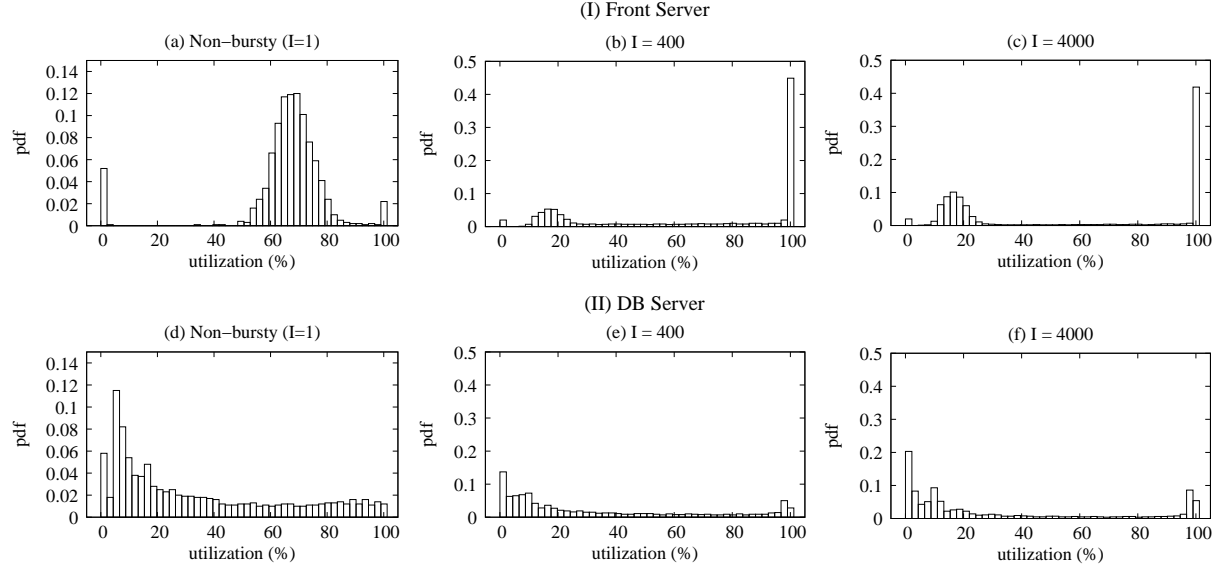 (I) Front Server
(a) Non−bursty (I=1)
(b) I = 400
(c) I = 4000
0.14
0.12
0.1
0.08
0.06
0.04
0.02
0
pdf
0 20 40 60 80 100
utilization (%)
0.5
0.4
0.3
0.2
0.1
0
pdf
0 20 40 60 80 100
utilization (%)
0.5
0.4
0.3
0.2
0.1
0
pdf
0 20 40 60 80 100
utilization (%)
(II) DB Server
(d) Non−bursty (I=1)
(e) I = 400
(f) I = 4000
0.14
0.12
0.1
0.08
0.06
0.04
0.02
0
pdf
0 20 40 60 80 100
utilization (%)
0.5
0.4
0.3
0.2
0.1
0
pdf
0 20 40 60 80 100
utilization (%)
0.5
0.4
0.3
0.2
0.1
0
pdf
0 20 40 60 80 100
utilization (%)